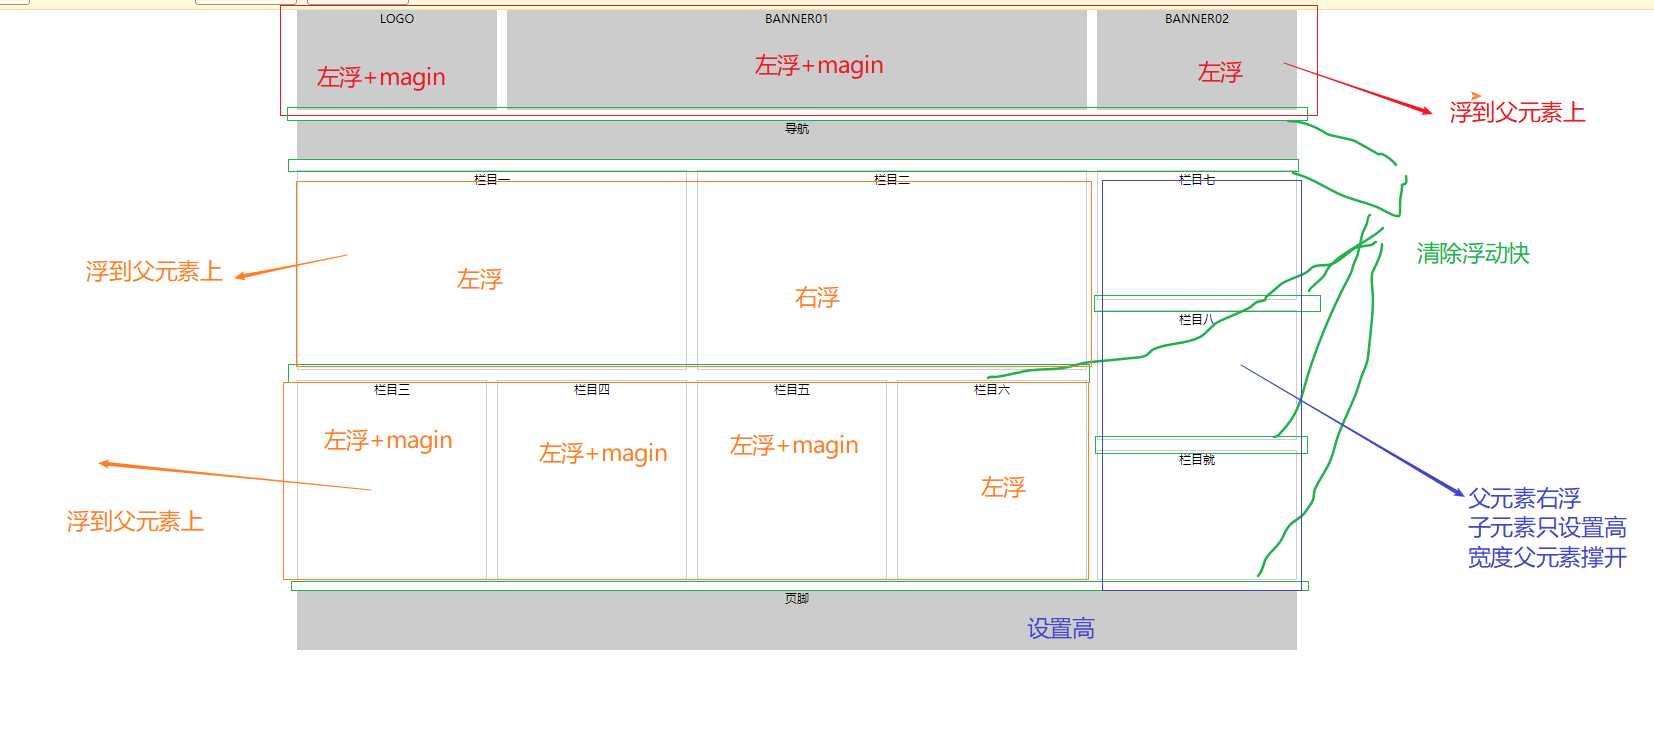 LOGO
BANNER01
BANNER02
左浮+magin
左浮+magin
左浮
浮到父元素上
导航
栏目一
栏目二
栏目七
浮到父元素上
左浮
右浮
清除浮动快
栏目八
栏目三
栏目四
栏目五
栏目六
左浮+magin
左浮+magin
左浮+magin
左浮
栏目就
浮到父元素上
父元素右浮
子元素只设置高
宽度父元素撑开
页脚
设置高